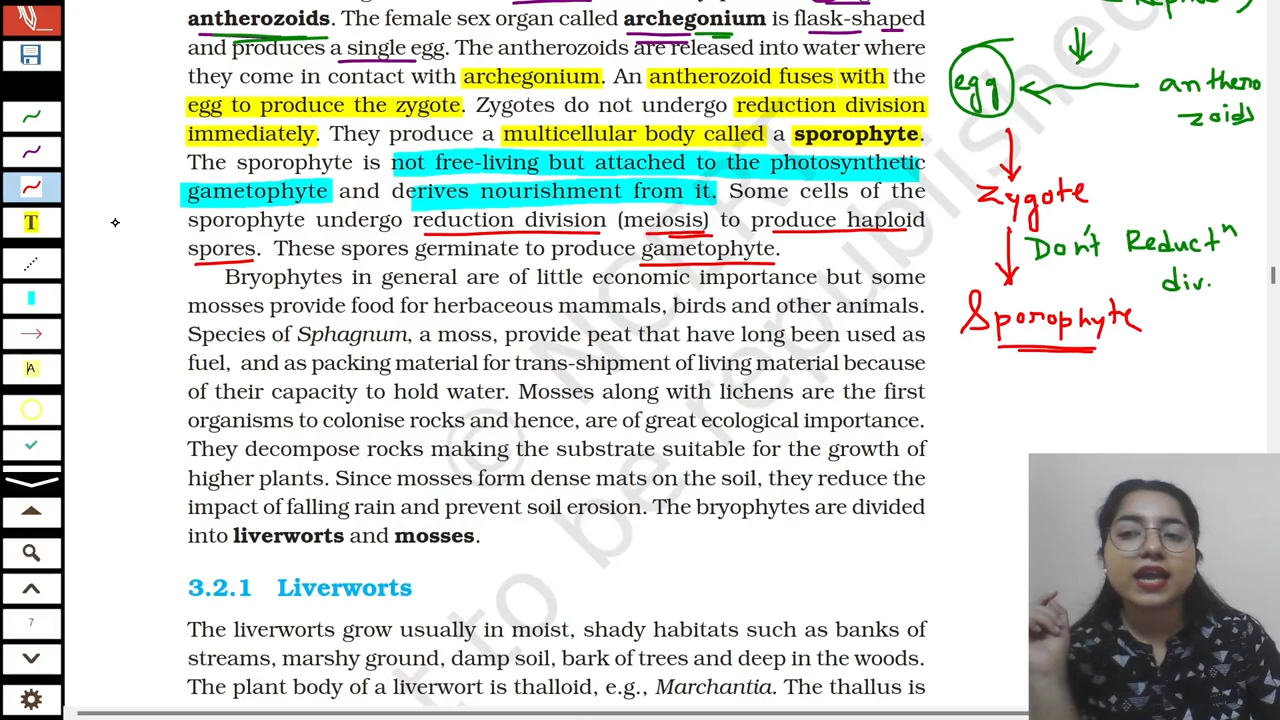 antherozoids. The female sex organ called archegonium is flask-shaped
and produces a single egg. The antherozoids are released into water where
they come in contact with archegonium. An antherozoid fuses with the
egg to produce the zygote. Zygotes do not undergo reduction division
immediately. They produce a multicellular body called a sporophyte.
The sporophyte is not free-living but attached to the photosynthetic
gametophyte and derives nourishment from it. Some cells of the
sporophyte undergo reduction division (meiosis) to produce haploid
spores. These spores germinate to produce gametophyte.
Bryophytes in general are of little economic importance but some
mosses provide food for herbaceous mammals, birds and other animals.
Species of Sphagnum, a moss, provide peat that have long been used as
fuel, and as packing material for trans-shipment of living material because
of their capacity to hold water. Mosses along with lichens are the first
organisms to colonise rocks and hence, are of great ecological importance.
They decompose rocks making the substrate suitable for the growth of
higher plants. Since mosses form dense mats on the soil, they reduce the
impact of falling rain and prevent soil erosion. The bryophytes are divided
into liverworts and mosses.
3.2.1 Liverworts
The liverworts grow usually in moist, shady habitats such as banks of
streams, marshy ground, damp soil, bark of trees and deep in the woods.
The plant body of a liverwort is thalloid, e.g., Marchantia. The thallus is
egg
anthero
zoids
Zygote
Don't Reductn
div.
Sporophyte
T
A
7
© NCERT
not to be republished